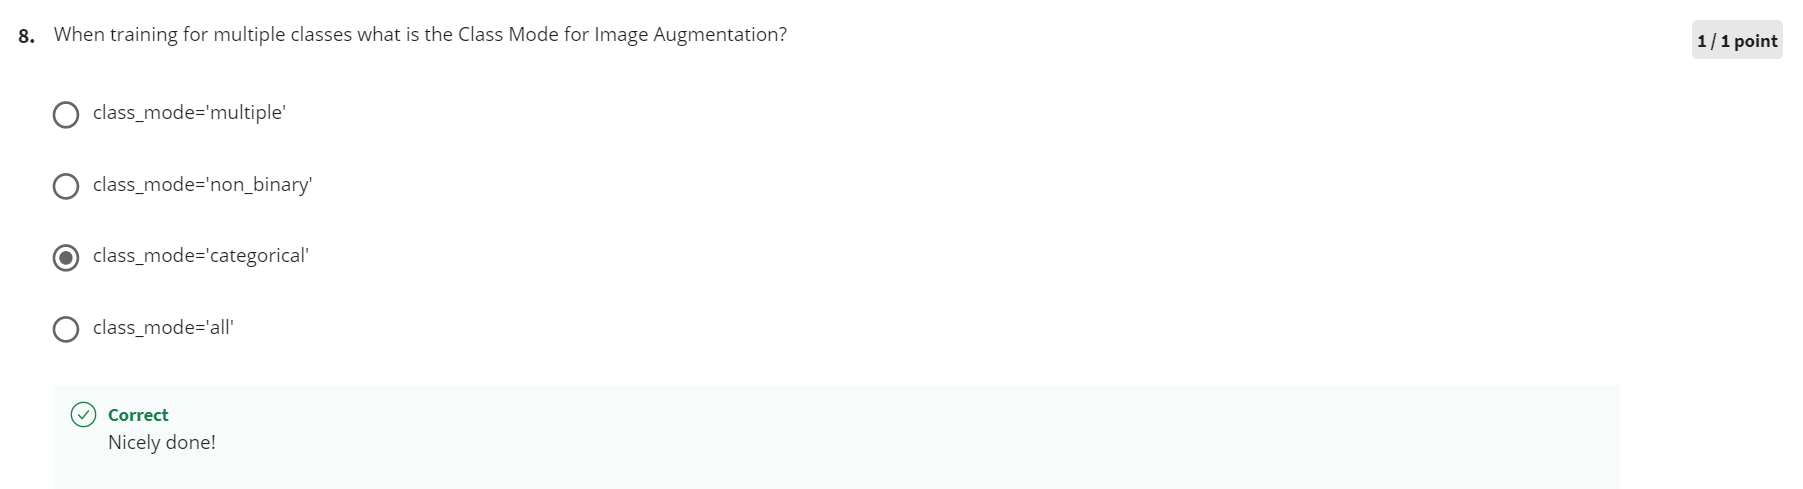 8. When training for multiple classes what is the Class Mode for Image Augmentation?
1 / 1 point
class_mode='multiple'
class_mode='non_binary'
class_mode='categorical'
class_mode='all'
Correct
Nicely done!